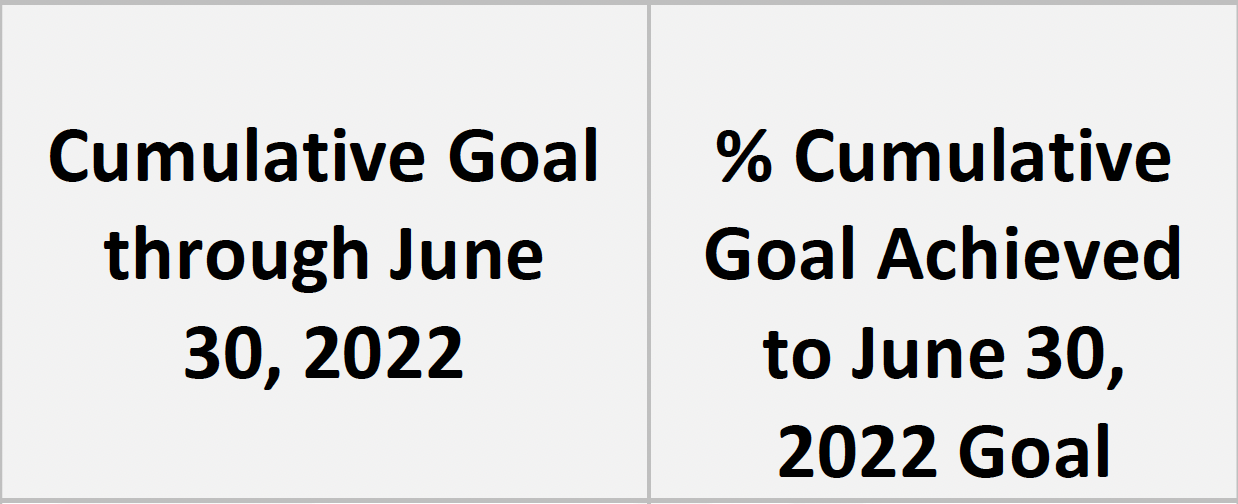 Cumulative Goal
through June
30, 2022
% Cumulative
Goal Achieved
to June 30,
2022 Goal